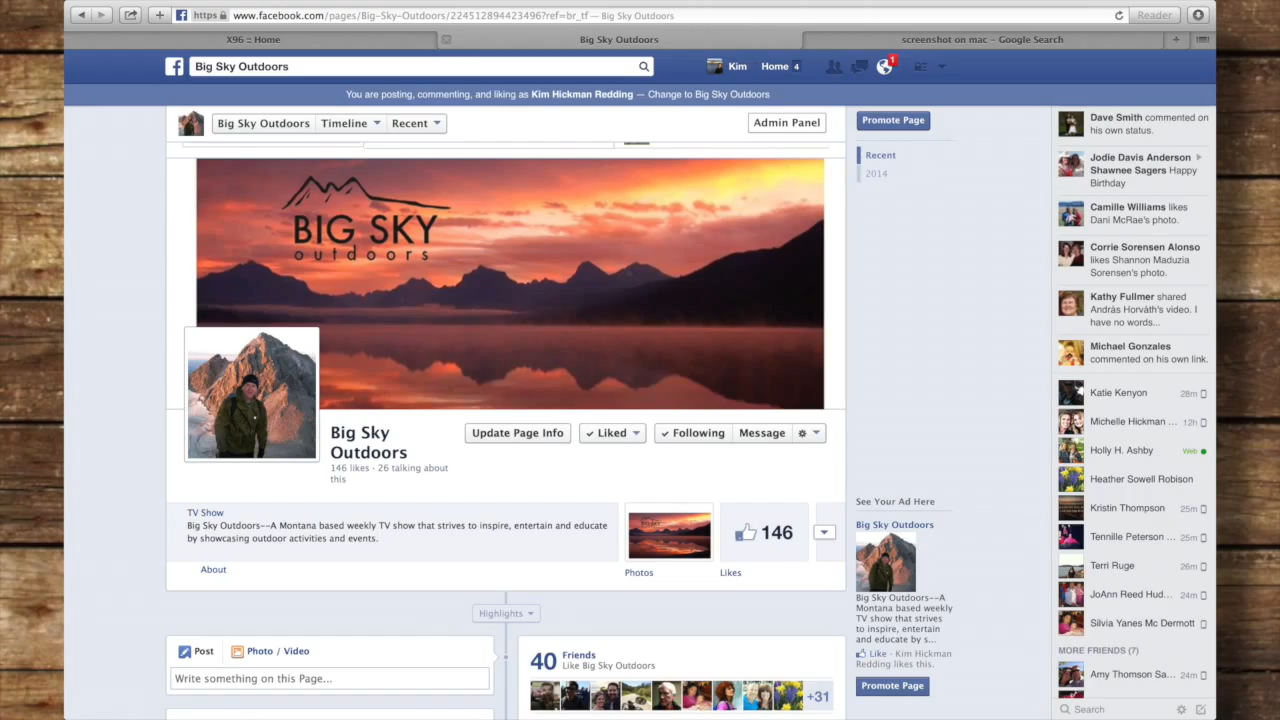 https www.facebook.com/pages/Big-Sky-Outdoors/224512894423496?ref=br_tf — Big Sky Outdoors
Reader
X96 :: Home
Big Sky Outdoors
screenshot on mac – Google Search
Big Sky Outdoors
Kim
Home 4
1
You are posting, commenting, and liking as Kim Hickman Redding — Change to Big Sky Outdoors
Big Sky Outdoors
Timeline
Recent
Admin Panel
BIG SKY
outdoors
Big Sky
Outdoors
146 likes · 26 talking about
this
Update Page Info
Liked
Following
Message
TV Show
Big Sky Outdoors--A Montana based weekly TV show that strives to inspire, entertain and educate
by showcasing outdoor activities and events.
About
Photos
146
Likes
Highlights
Post
Photo / Video
Write something on this Page...
40
Friends
Like Big Sky Outdoors
+31
Promote Page
Recent
2014
See Your Ad Here
Big Sky Outdoors
Big Sky Outdoors--A
Montana based weekly
TV show that strives
to inspire, entertain
and educate by s...
Like · Kim Hickman
Redding likes this.
Promote Page
Dave Smith commented on
his own status.
Jodie Davis Anderson
Shawnee Sagers Happy
Birthday
Camille Williams likes
Dani McRae's photo.
Corrie Sorensen Alonso
likes Shannon Maduzia
Sorensen's photo.
Kathy Fullmer shared
András Horváth's video. I
have no words...
Michael Gonzales
commented on his own link.
Katie Kenyon 28m
Michelle Hickman ... 12h
Holly H. Ashby Web
Heather Sowell Robison
Kristin Thompson 25m
Tennille Peterson ... 25m
Terri Ruge 26m
JoAnn Reed Hud... 24m
Silvia Yanes Mc Dermott
MORE FRIENDS (7)
Amy Thomson Sa... 24m
Search